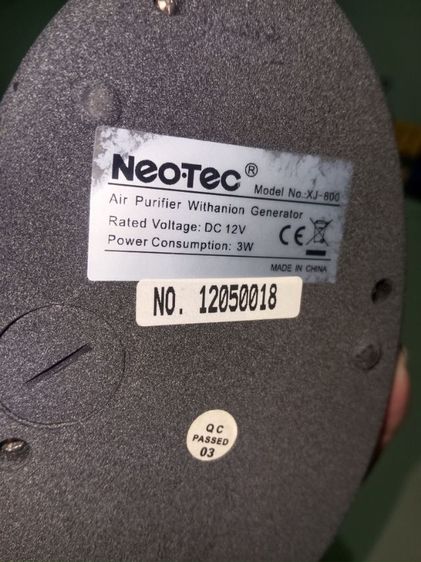 NeoTec®
Model No.:XJ-800
Air Purifier Withanion Generator
Rated Voltage: DC 12V
Power Consumption: 3W
CE
MADE IN CHINA
NO. 12050018
QC
PASSED
03